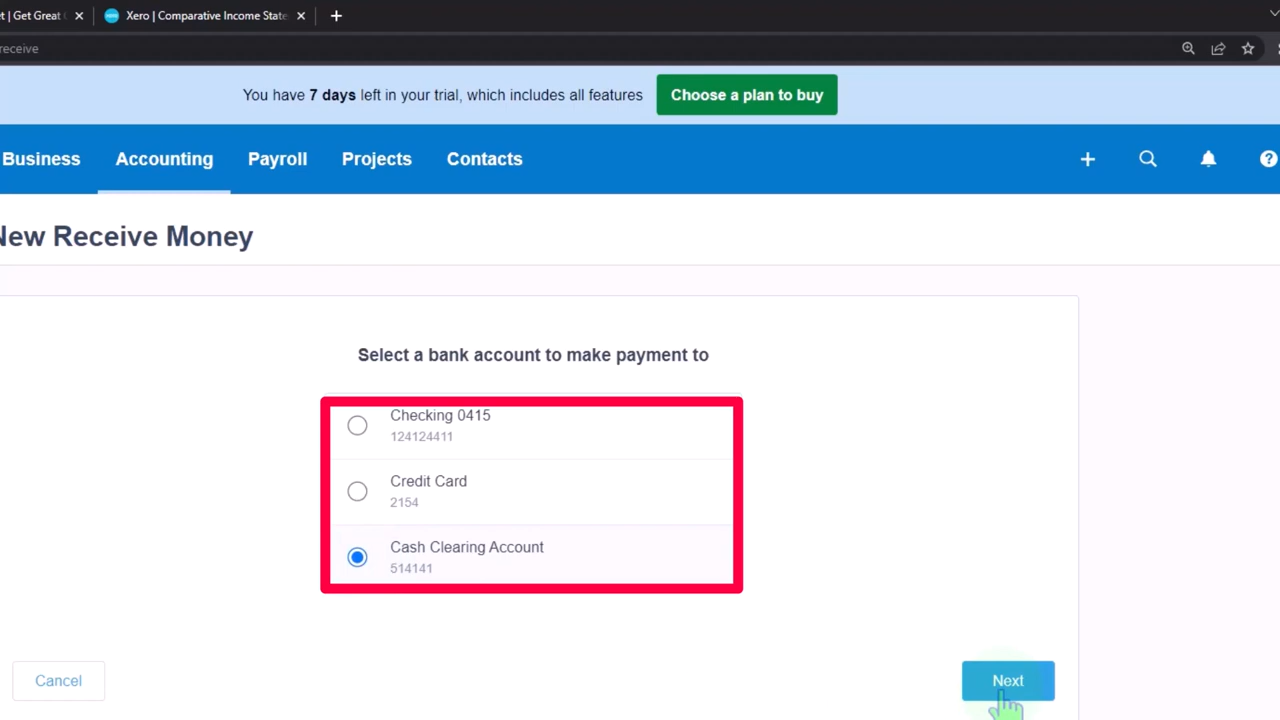 t | Get Great
Xero | Comparative Income State
receive
You have 7 days left in your trial, which includes all features
Choose a plan to buy
Business Accounting Payroll Projects Contacts
New Receive Money
Select a bank account to make payment to
Checking 0415
124124411
Credit Card
2154
Cash Clearing Account
514141
Cancel
Next